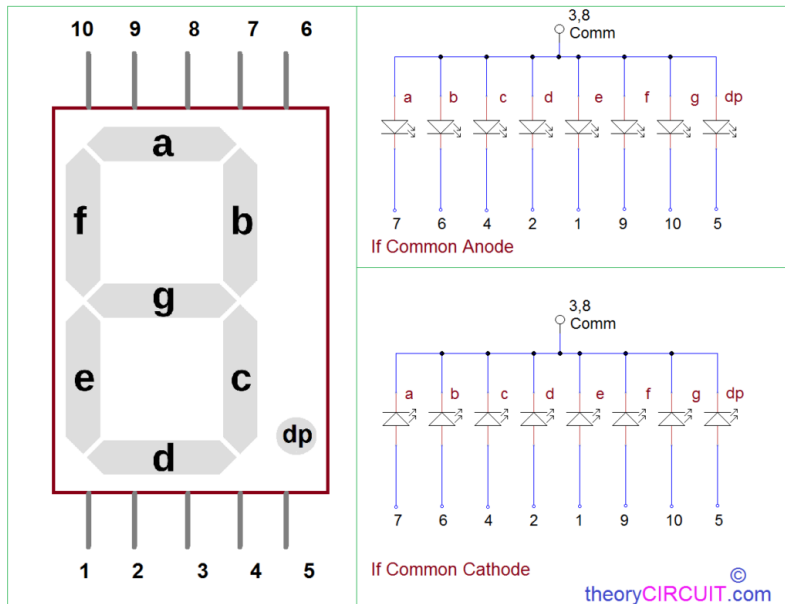 10 9 8 7 6
a
f b
g
e c
d dp
1 2 3 4 5
3,8
Comm
a b c d e f g dp
7 6 4 2 1 9 10 5
If Common Anode
3,8
Comm
a b c d e f g dp
7 6 4 2 1 9 10 5
If Common Cathode
©
theoryCIRCUIT.com